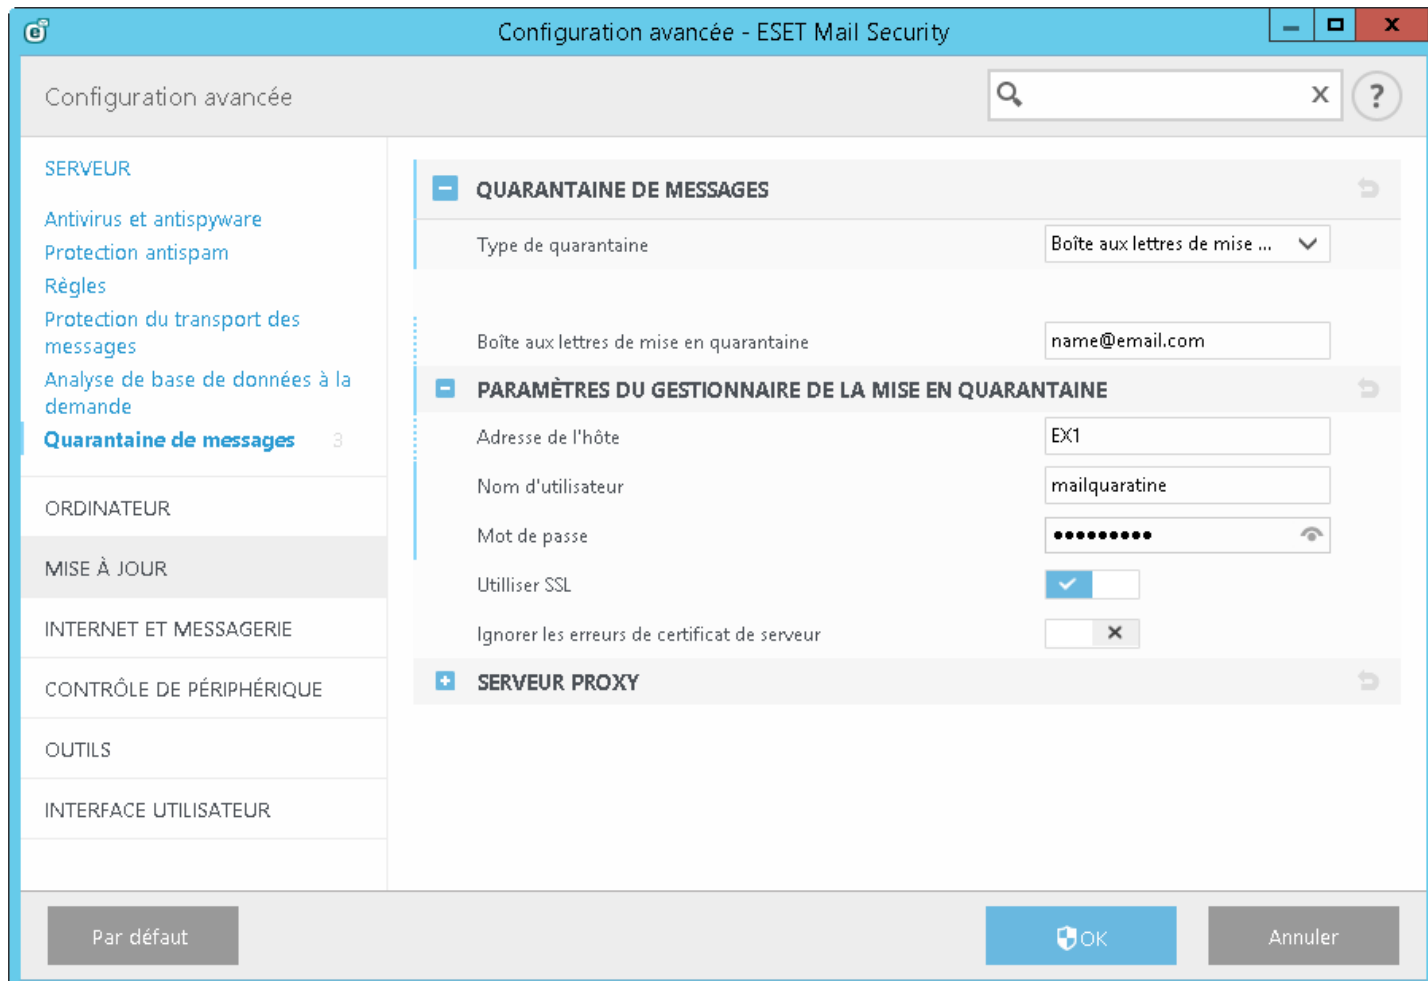 Configuration avancée - ESET Mail Security
Configuration avancée
?
SERVEUR
Antivirus et antispyware
Protection antispam
Règles
Protection du transport des
messages
Analyse de base de données à la
demande
Quarantaine de messages 3
ORDINATEUR
MISE À JOUR
INTERNET ET MESSAGERIE
CONTRÔLE DE PÉRIPHÉRIQUE
OUTILS
INTERFACE UTILISATEUR
QUARANTAINE DE MESSAGES
Type de quarantaine Boîte aux lettres de mise ...
Boîte aux lettres de mise en quarantaine name@email.com
PARAMÈTRES DU GESTIONNAIRE DE LA MISE EN QUARANTAINE
Adresse de l'hôte EX1
Nom d'utilisateur mailquaratine
Mot de passe •••••••••
Utilliser SSL
Ignorer les erreurs de certificat de serveur
SERVEUR PROXY
Par défaut
OK
Annuler